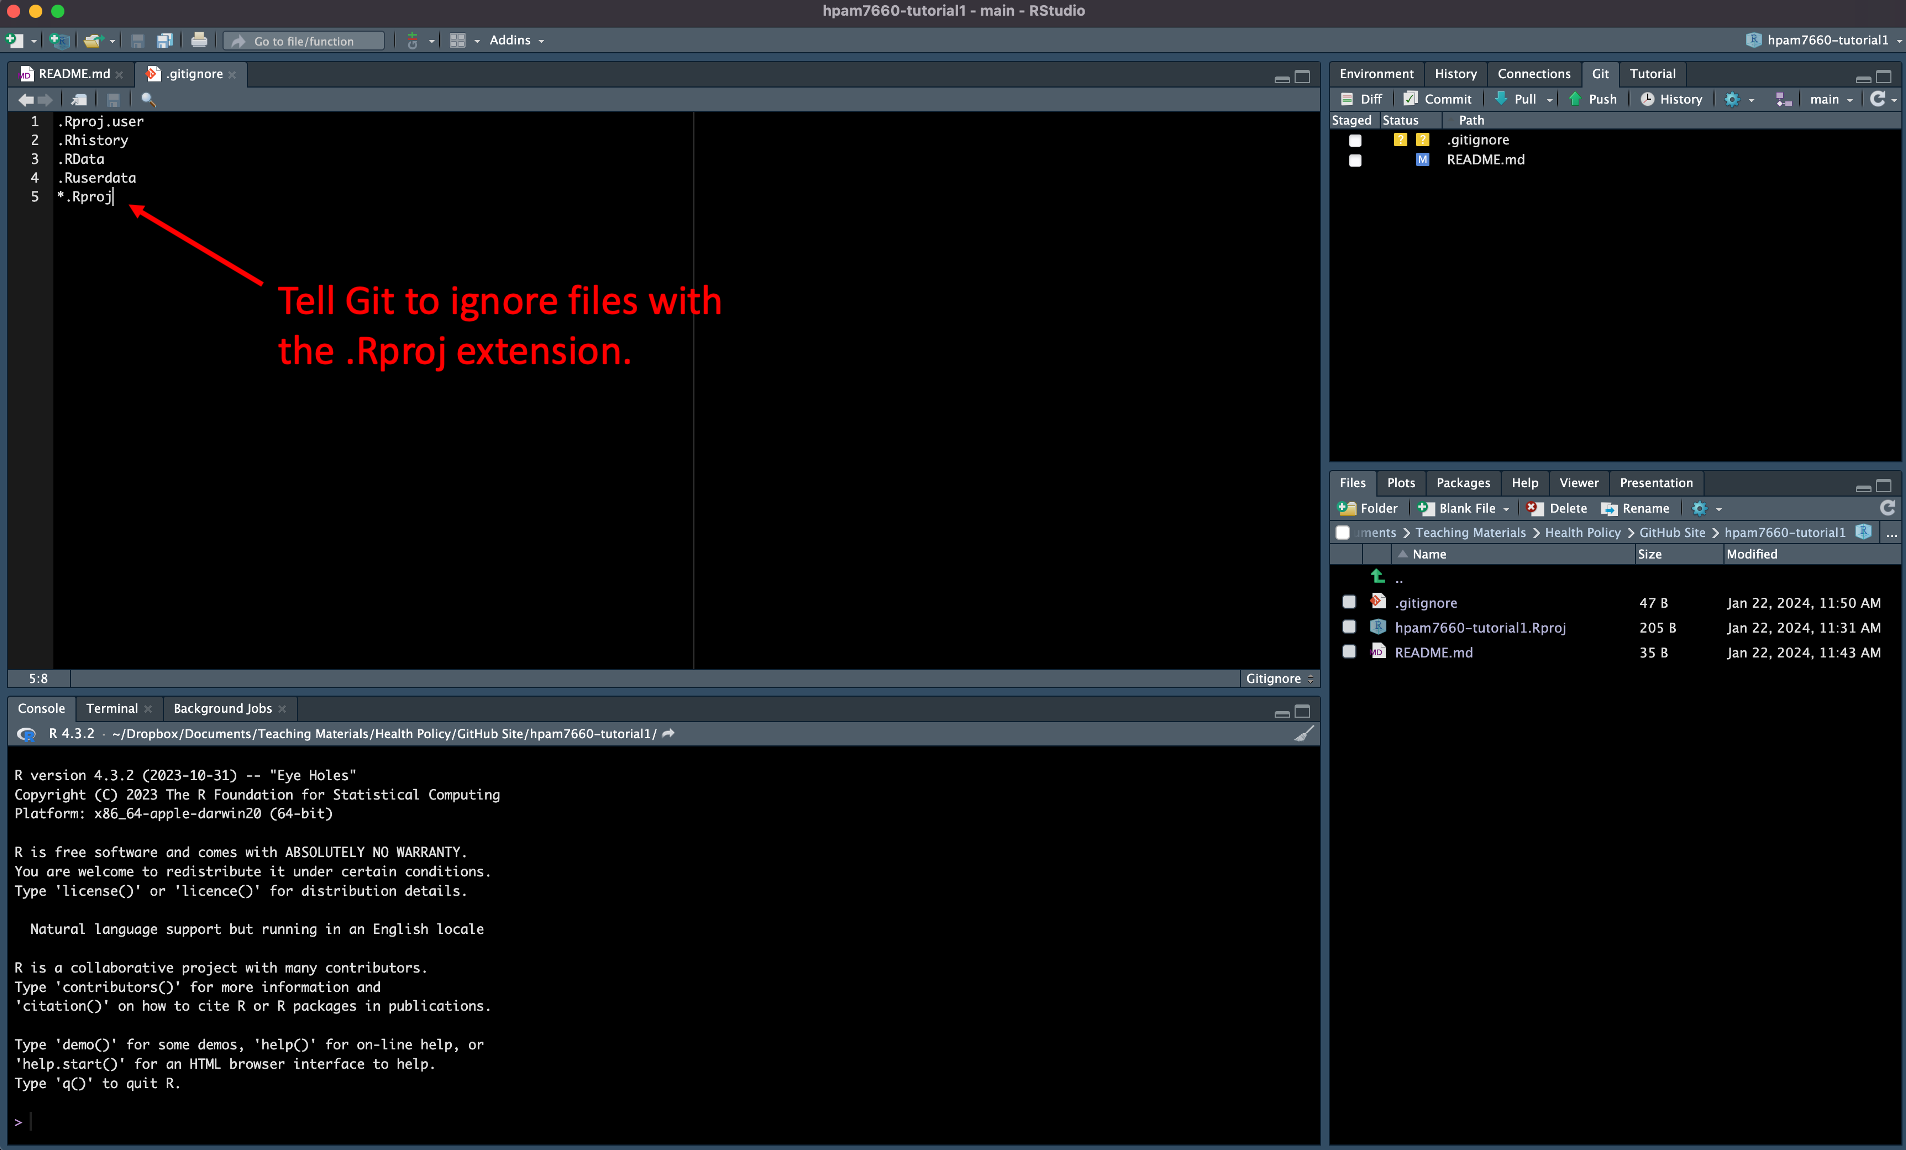 hpam7660-tutorial1 - main - RStudio
Go to file/function
Addins
hpam7660-tutorial1
README.md
.gitignore
1 .Rproj.user
2 .Rhistory
3 .RData
4 .Ruserdata
5 *.Rproj
Tell Git to ignore files with
the .Rproj extension.
5:8
Gitignore
Console
Terminal
Background Jobs
R 4.3.2 · ~/Dropbox/Documents/Teaching Materials/Health Policy/GitHub Site/hpam7660-tutorial1/
R version 4.3.2 (2023-10-31) -- "Eye Holes"
Copyright (C) 2023 The R Foundation for Statistical Computing
Platform: x86_64-apple-darwin20 (64-bit)
R is free software and comes with ABSOLUTELY NO WARRANTY.
You are welcome to redistribute it under certain conditions.
Type 'license()' or 'licence()' for distribution details.
Natural language support but running in an English locale
R is a collaborative project with many contributors.
Type 'contributors()' for more information and
'citation()' on how to cite R or R packages in publications.
Type 'demo()' for some demos, 'help()' for on-line help, or
'help.start()' for an HTML browser interface to help.
Type 'q()' to quit R.
>
Environment
History
Connections
Git
Tutorial
Diff
Commit
Pull
Push
History
main
Staged
Status
Path
? ? .gitignore
M README.md
Files
Plots
Packages
Help
Viewer
Presentation
Folder
Blank File
Delete
Rename
uments > Teaching Materials > Health Policy > GitHub Site > hpam7660-tutorial1
...
Name
Size
Modified
..
.gitignore 47 B Jan 22, 2024, 11:50 AM
hpam7660-tutorial1.Rproj 205 B Jan 22, 2024, 11:31 AM
README.md 35 B Jan 22, 2024, 11:43 AM